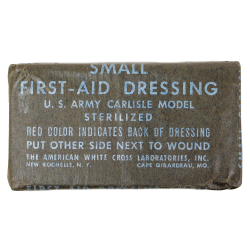 SMALL
FIRST-AID DRESSING
U. S. ARMY CARLISLE MODEL
STERILIZED
RED COLOR INDICATES BACK OF DRESSING
PUT OTHER SIDE NEXT TO WOUND
THE AMERICAN WHITE CROSS LABORATORIES, INC.
NEW ROCHELLE, N. Y. CAPE GIRARDEAU, MO.